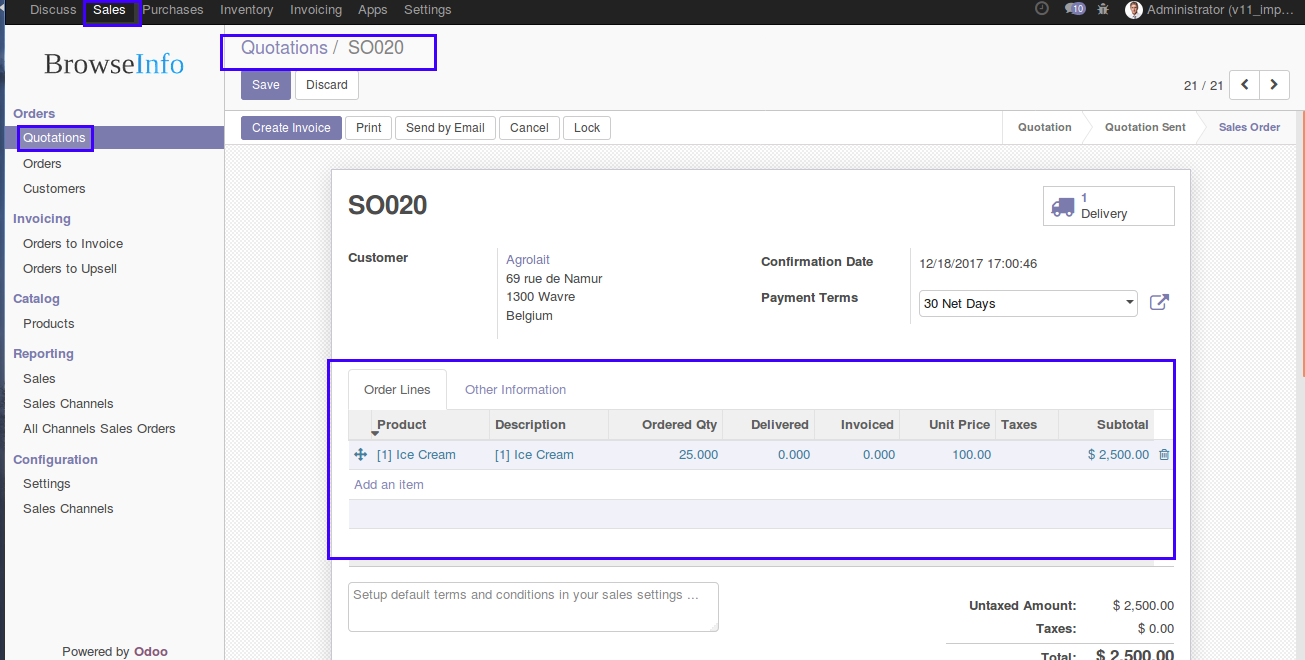 Discuss Sales Purchases Inventory Invoicing Apps Settings 10 Administrator (v11_imp...
BrowseInfo
Orders
Quotations
Orders
Customers
Invoicing
Orders to Invoice
Orders to Upsell
Catalog
Products
Reporting
Sales
Sales Channels
All Channels Sales Orders
Configuration
Settings
Sales Channels
Powered by Odoo
Quotations / SO020
Save Discard 21 / 21
Create Invoice Print Send by Email Cancel Lock Quotation Quotation Sent Sales Order
SO020
1
Delivery
Customer
Agrolait
69 rue de Namur
1300 Wavre
Belgium
Confirmation Date 12/18/2017 17:00:46
Payment Terms 30 Net Days
Order Lines Other Information
Product Description Ordered Qty Delivered Invoiced Unit Price Taxes Subtotal
[1] Ice Cream [1] Ice Cream 25.000 0.000 0.000 100.00 $ 2,500.00
Add an item
Setup default terms and conditions in your sales settings ...
Untaxed Amount: $ 2,500.00
Taxes: $ 0.00
Total: $ 2,500.00